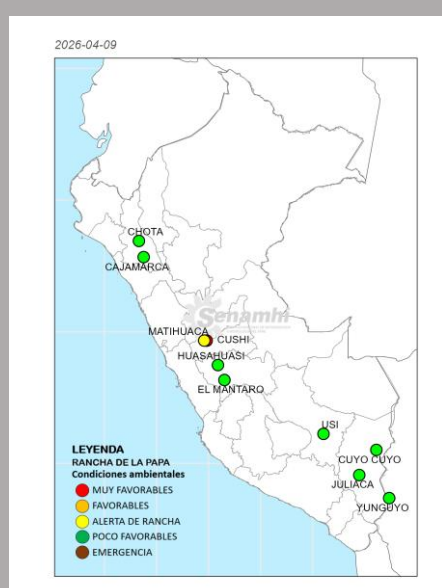 2026-04-09
CHOTA
CAJAMARCA
Senamhi
MATIHUACA
CUSHI
HUASAHUASI
EL MANTARO
USI
CUYO CUYO
JULIACA
YUNGUYO
LEYENDA
RANCHA DE LA PAPA
Condiciones ambientales
MUY FAVORABLES
FAVORABLES
ALERTA DE RANCHA
POCO FAVORABLES
EMERGENCIA